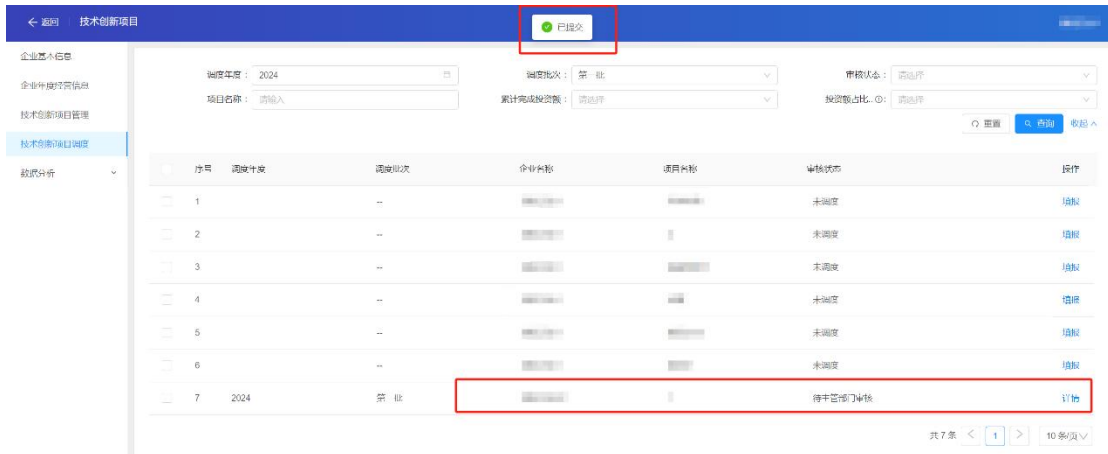 ← 返回 技术创新项目
已提交
企业基本信息
企业年度经营信息
技术创新项目管理
技术创新项目调度
数据分析
调度年度： 2024 调度批次： 第一批 审核状态： 请选择
项目名称： 请输入 累计完成投资额： 请选择 投资额占比..①： 请选择
重置 查询 收起
序号 调度年度 调度批次 企业名称 项目名称 审核状态 操作
1 -- 未调度 填报
2 -- 未调度 填报
3 -- 未调度 填报
4 -- 未调度 填报
5 -- 未调度 填报
6 -- 未调度 填报
7 2024 第一批 待主管部门审核 详情
共 7 条 < 1 > 10 条/页